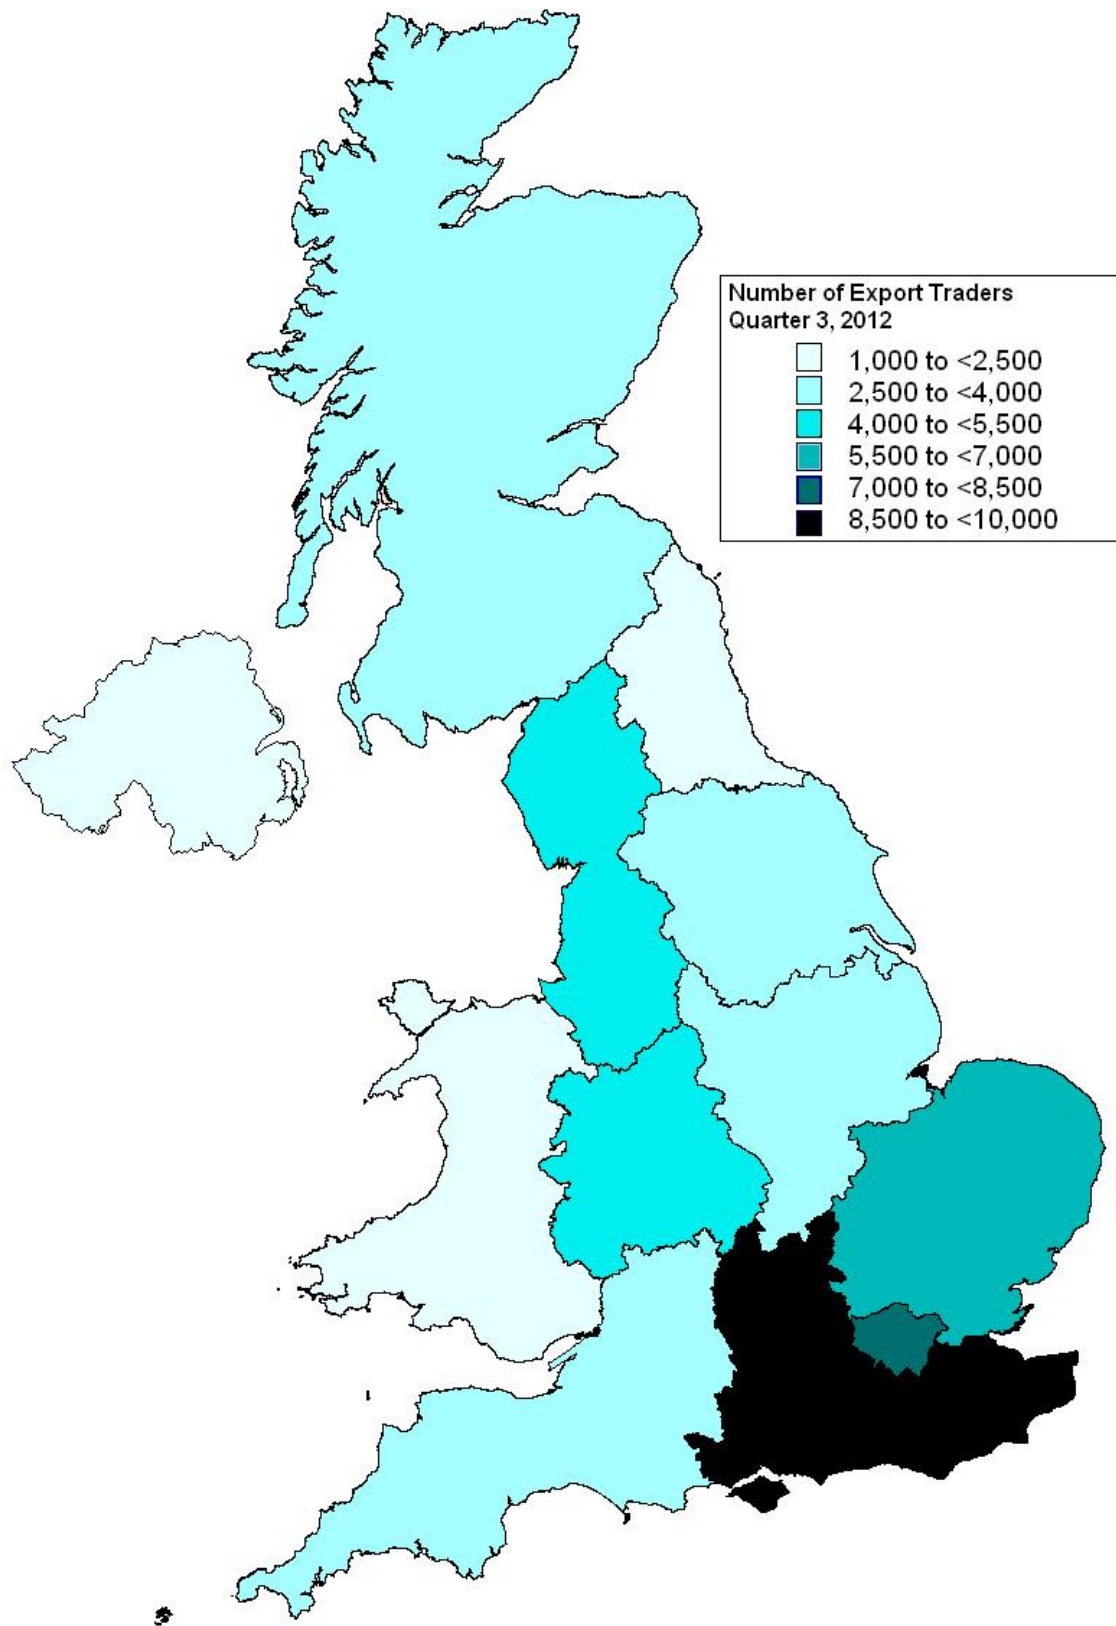 Number of Export Traders
Quarter 3, 2012
1,000 to <2,500
2,500 to <4,000
4,000 to <5,500
5,500 to <7,000
7,000 to <8,500
8,500 to <10,000